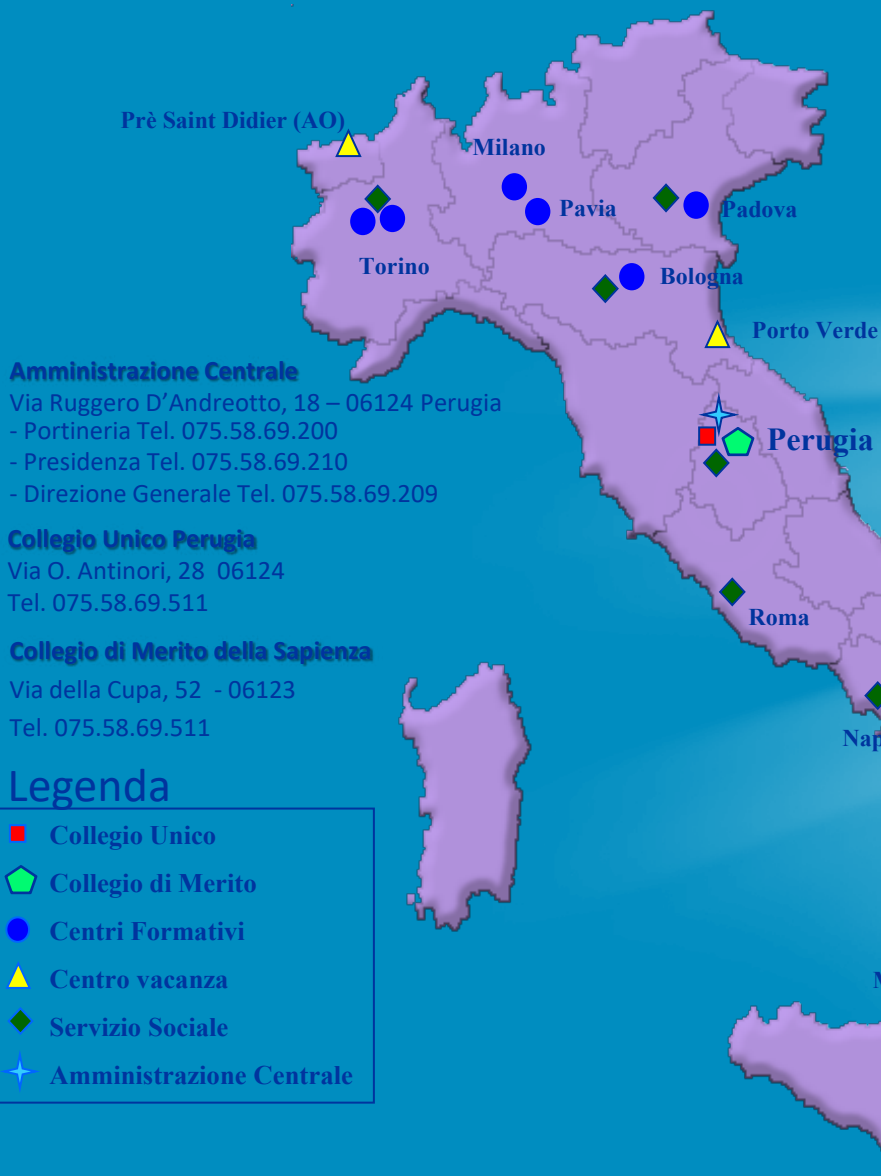 Prè Saint Didier (AO)
Milano
Pavia
Padova
Torino
Bologna
Porto Verde
Amministrazione Centrale
Via Ruggero D’Andreotto, 18 – 06124 Perugia
- Portineria Tel. 075.58.69.200
- Presidenza Tel. 075.58.69.210
- Direzione Generale Tel. 075.58.69.209
Perugia
Collegio Unico Perugia
Via O. Antinori, 28 06124
Tel. 075.58.69.511
Roma
Collegio di Merito della Sapienza
Via della Cupa, 52 - 06123
Tel. 075.58.69.511
Nap
Legenda
Collegio Unico
Collegio di Merito
Centri Formativi
Centro vacanza
Servizio Sociale
Amministrazione Centrale